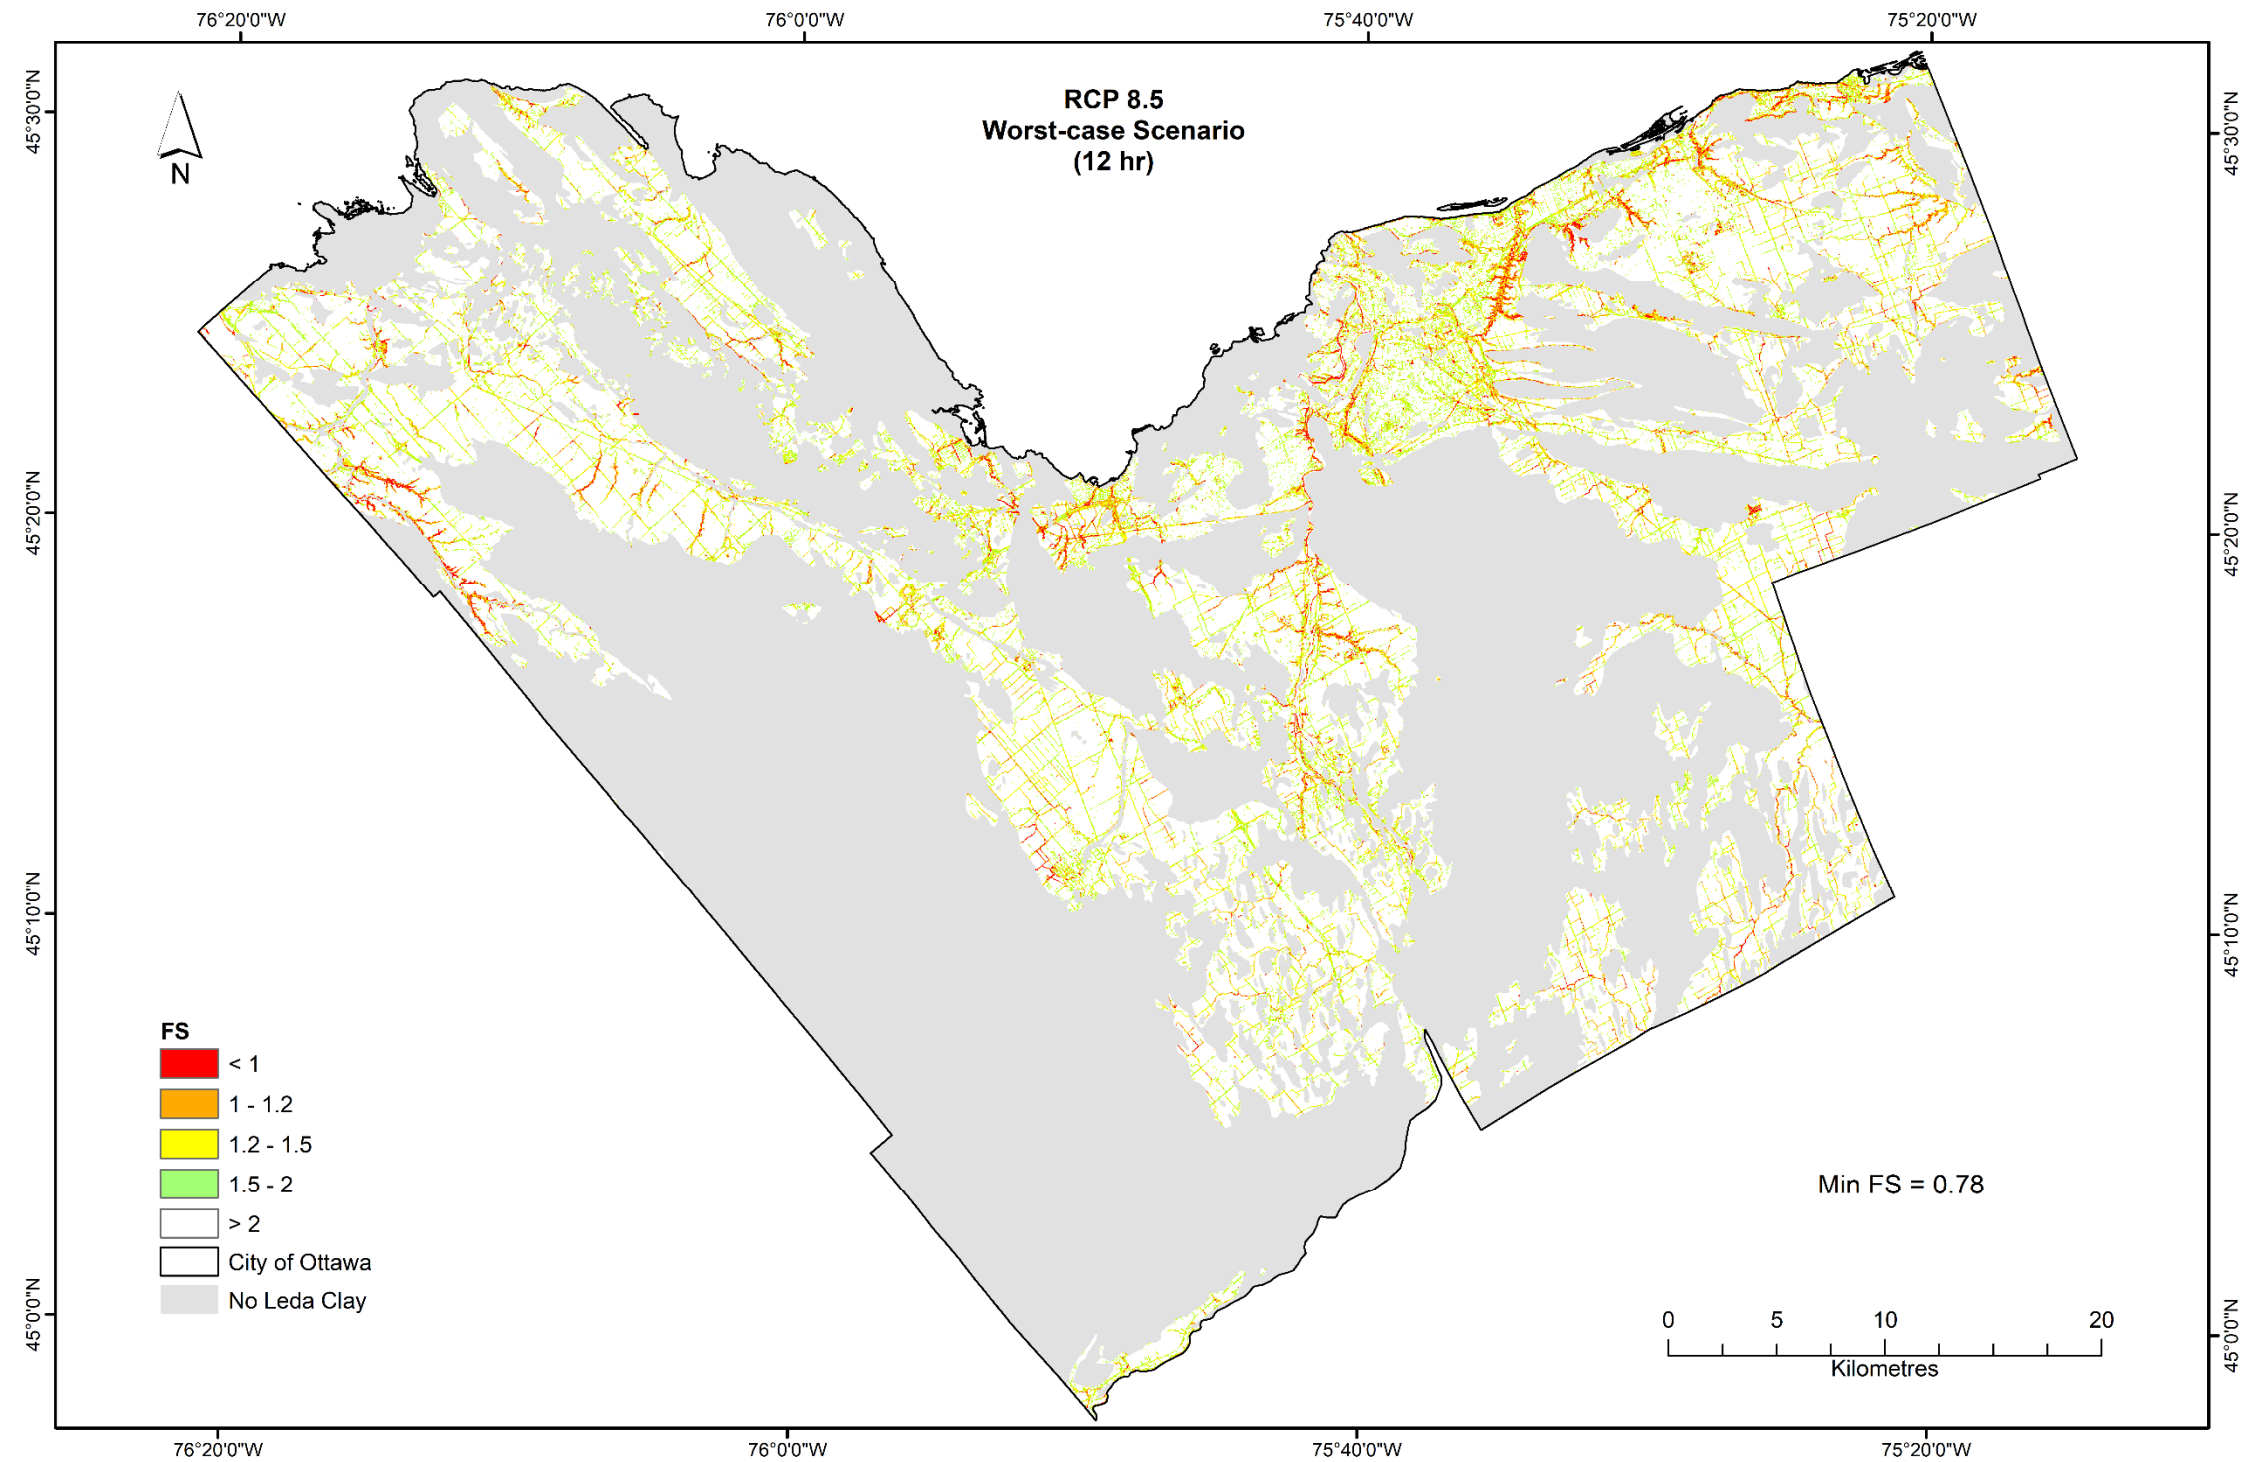 76°20'0"W
76°0'0"W
75°40'0"W
75°20'0"W
RCP 8.5
Worst-case Scenario
(12 hr)
N
45°30'0"N
45°30'0"N
45°20'0"N
45°20'0"N
45°10'0"N
45°10'0"N
45°0'0"N
45°0'0"N
FS
< 1
1 - 1.2
1.2 - 1.5
1.5 - 2
> 2
City of Ottawa
No Leda Clay
Min FS = 0.78
0 5 10 20
Kilometres
76°20'0"W
76°0'0"W
75°40'0"W
75°20'0"W